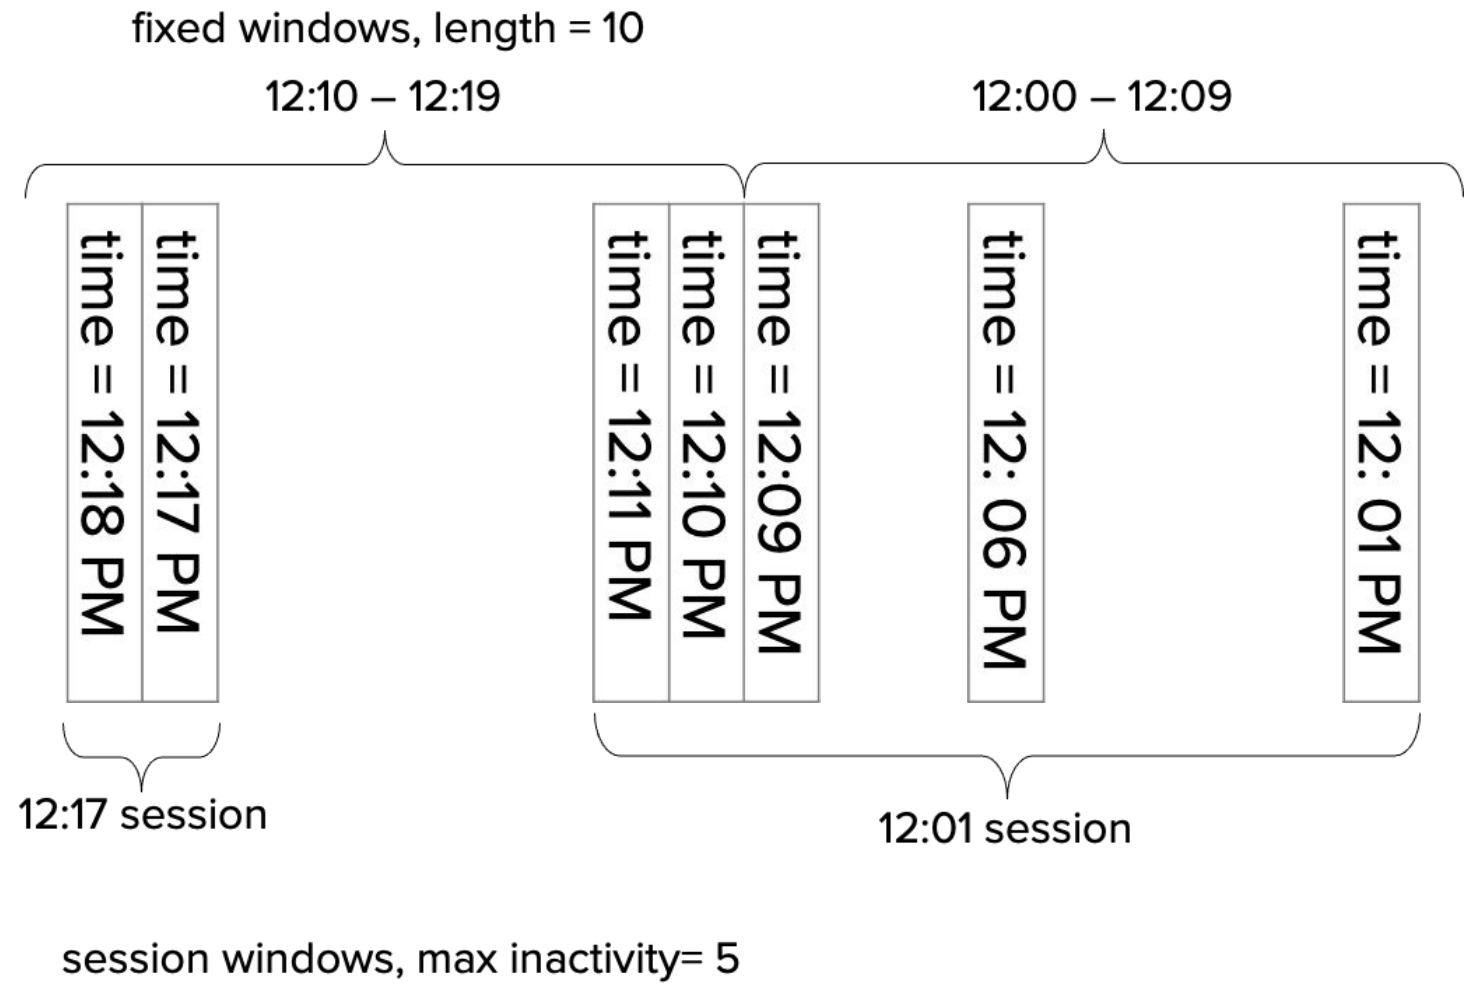 fixed windows, length = 10
12:10 – 12:19
12:00 – 12:09
time = 12:18 PM
time = 12:17 PM
time = 12:11 PM
time = 12:10 PM
time = 12:09 PM
time = 12: 06 PM
time = 12: 01 PM
12:17 session
12:01 session
session windows, max inactivity= 5